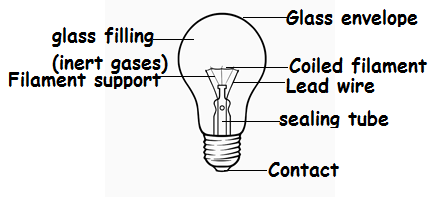 Glass envelope
glass filling
(inert gases)
Coiled filament
Filament support
Lead wire
sealing tube
Contact